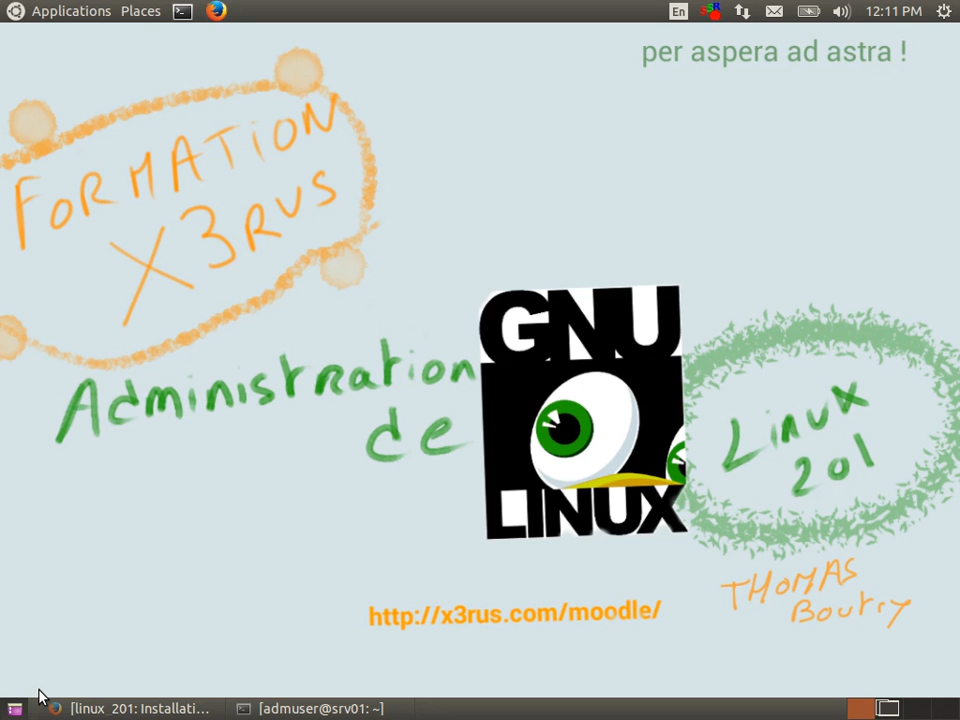 Applications Places En 12:11 PM
per aspera ad astra !
FORMATION
X3RUS
Administration
de
GNU
LINUX
Linux
201
THOMAS
Boutry
http://x3rus.com/moodle/
[linux_201: Installati... [admuser@srv01: ~]